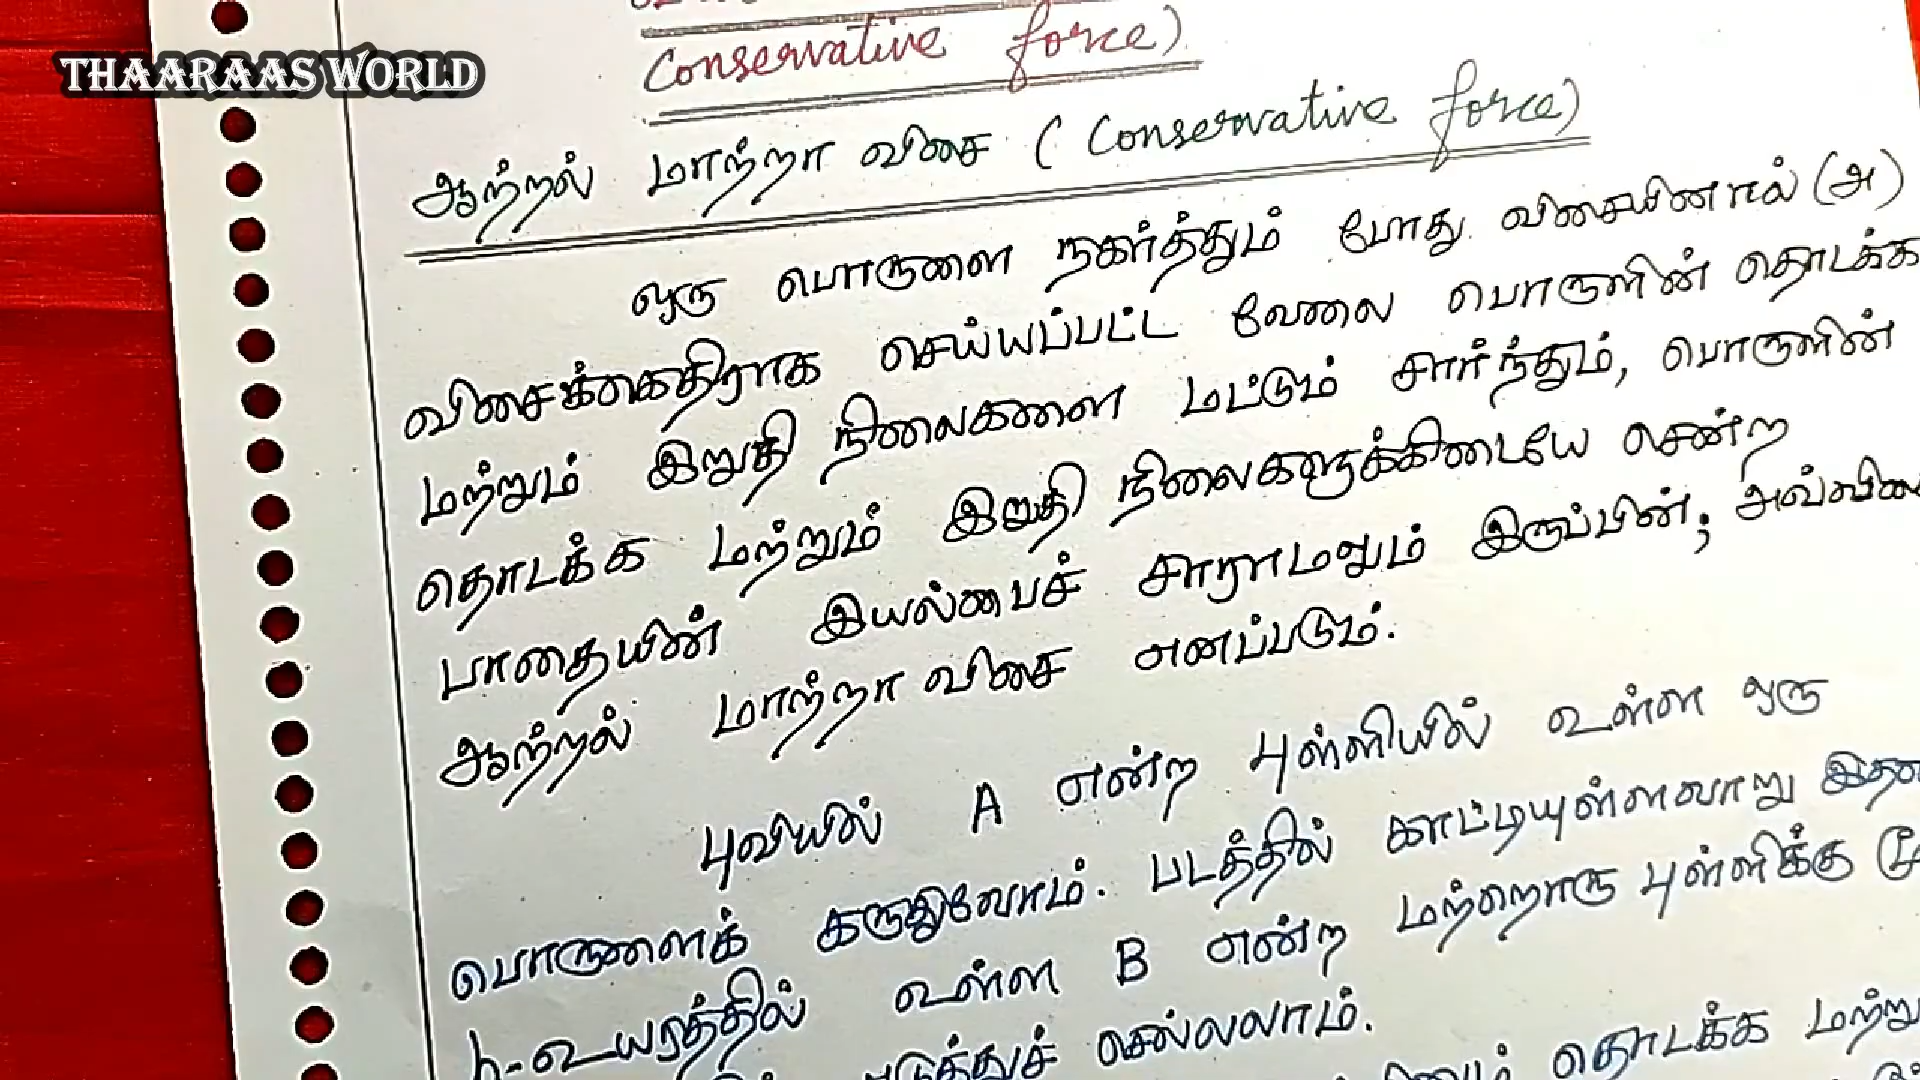 THAARAAS WORLD
Conservative force)
ஆற்றல் மாற்றா விசை (Conservative force)
ஒரு பொருளை நகர்த்தும் போது விசையினால் (அ)
விசைக்கெதிராக செய்யப்பட்ட வேலை பொருளின் தொடக்க
மற்றும் இறுதி நிலைகளை மட்டும் சார்ந்தும், பொருளின்
தொடக்க மற்றும் இறுதி நிலைகளுக்கிடையே சென்ற
பாதையின் இயல்பைச் சாராமலும் இருப்பின்; அவ்விசை
ஆற்றல் மாற்றா விசை எனப்படும்.
புவியில் A என்ற புள்ளியில் உள்ள ஒரு
பொருளைக் கருதுவோம். படத்தில் காட்டியுள்ளவாறு
h-உயரத்தில் உள்ள B என்ற மற்றொரு புள்ளிக்கு
எடுத்துச் செல்லலாம்.
தொடக்க